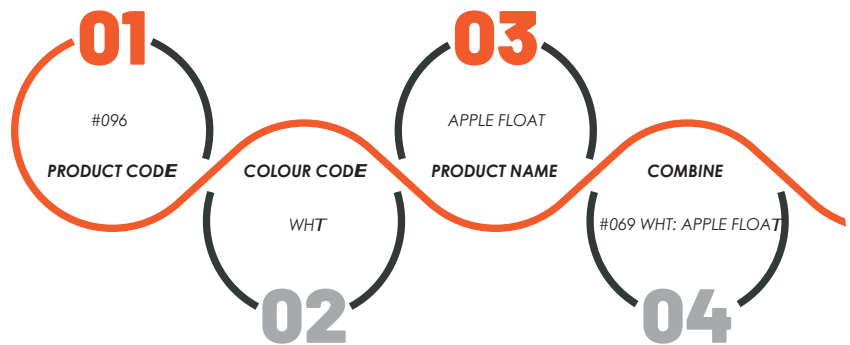 01
#096
PRODUCT CODE
COLOUR CODE
WHT
02
03
APPLE FLOAT
PRODUCT NAME
COMBINE
#069 WHT: APPLE FLOAT
04